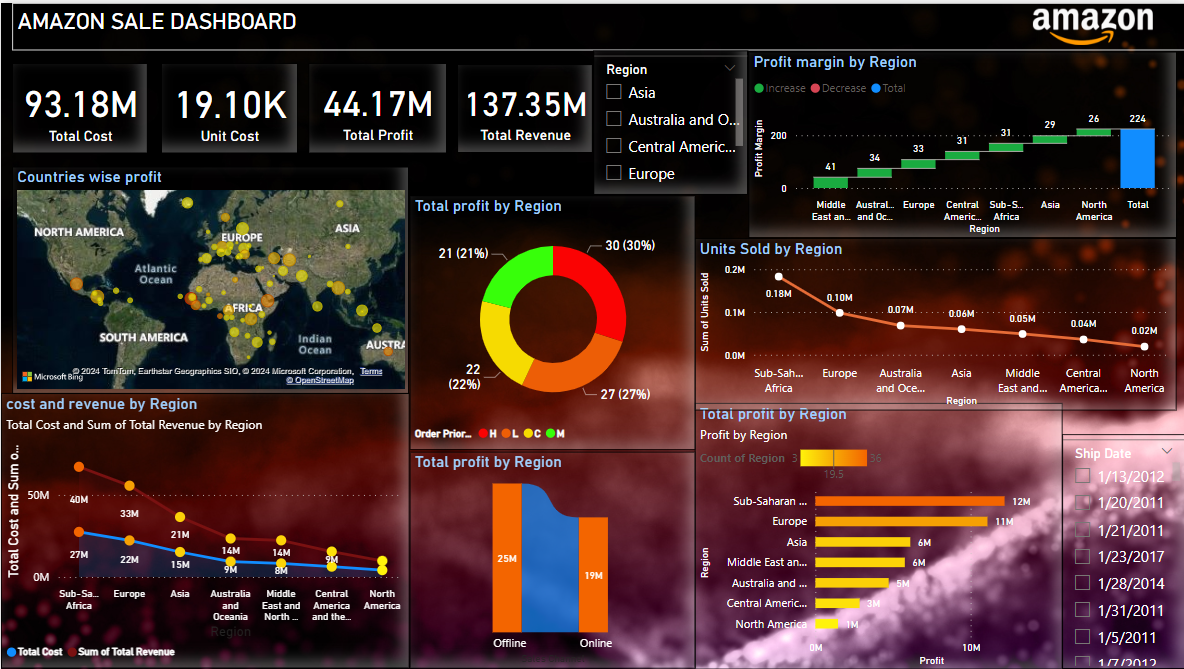 AMAZON SALE DASHBOARD
amazon
93.18M
Total Cost
19.10K
Unit Cost
44.17M
Total Profit
137.35M
Total Revenue
Region
Asia
Australia and O...
Central Americ...
Europe
Profit margin by Region
Increase Decrease Total
Profit Margin
200
0
41
34
33
31
31
29
26
224
Middle East an...
Austral... and Oc...
Europe
Central Americ...
Sub-S... Africa
Asia
North America
Total
Region
Countries wise profit
NORTH AMERICA
EUROPE
ASIA
Atlantic Ocean
AFRICA
SOUTH AMERICA
Indian Ocean
AUSTRA
Microsoft Bing
© 2024 TomTom, Earthstar Geographics SIO, © 2024 Microsoft Corporation, Terms
© OpenStreetMap
Total profit by Region
30 (30%)
21 (21%)
22 (22%)
27 (27%)
Order Prior... H L C M
Units Sold by Region
Sum of Units Sold
0.2M
0.1M
0.0M
0.18M
0.10M
0.07M
0.06M
0.05M
0.04M
0.02M
Sub-Sah... Africa
Europe
Australia and Oce...
Asia
Middle East and...
Central America...
North America
Region
cost and revenue by Region
Total Cost and Sum of Total Revenue by Region
Total Cost and Sum o...
50M
0M
40M
33M
21M
14M
14M
9M
27M
22M
15M
9M
8M
Sub-Sa... Africa
Europe
Asia
Australia and Oceania
Middle East and North ...
Central America and the...
North America
Region
Total Cost Sum of Total Revenue
Total profit by Region
25M
19M
Offline
Online
Total profit by Region
Profit by Region
Count of Region 3 36
19.5
Region
Sub-Saharan ... 12M
Europe 11M
Asia 6M
Middle East an... 6M
Australia and ... 5M
Central Americ... 3M
North America 1M
0M
10M
Profit
Ship Date
1/13/2012
1/20/2011
1/21/2011
1/23/2017
1/28/2014
1/31/2011
1/5/2011
1/7/2012